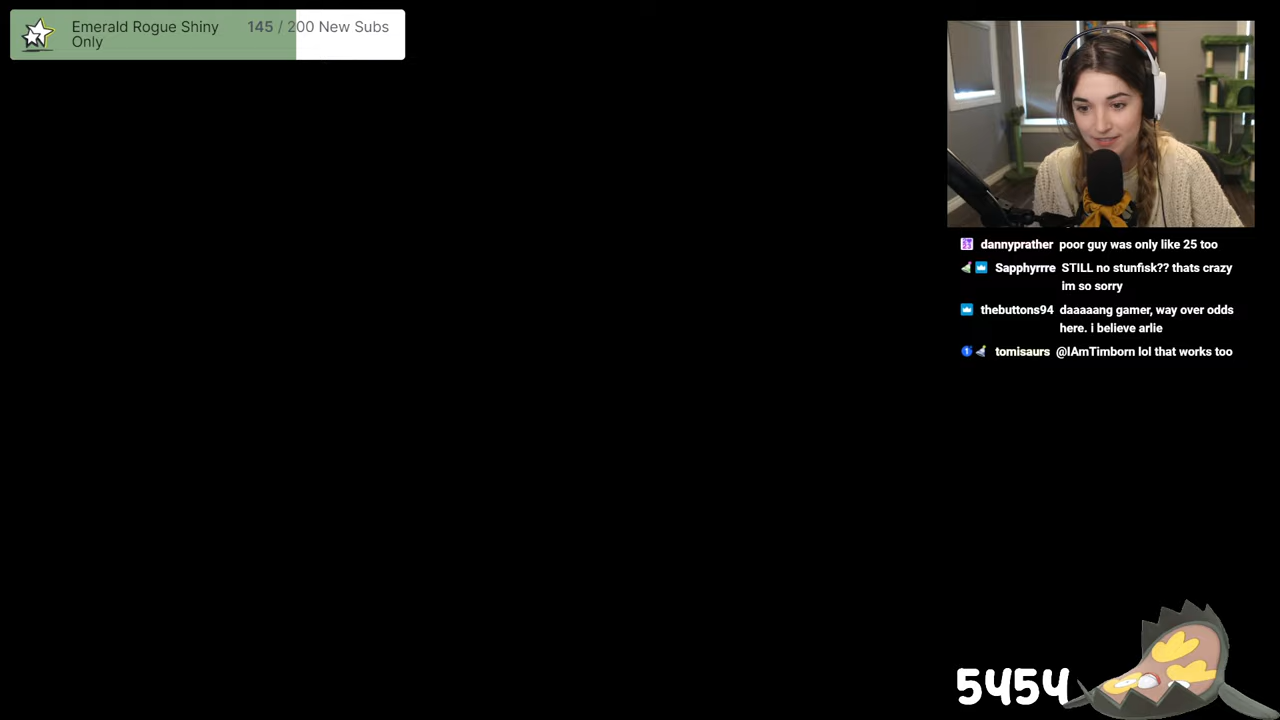 Emerald Rogue Shiny Only
145 / 200 New Subs
dannyprather poor guy was only like 25 too
Sapphyrrre STILL no stunfisk?? thats crazy
im so sorry
thebuttons94 daaaaang gamer, way over odds
here. i believe arlie
1 tomisaurs @IAmTimborn lol that works too
5454